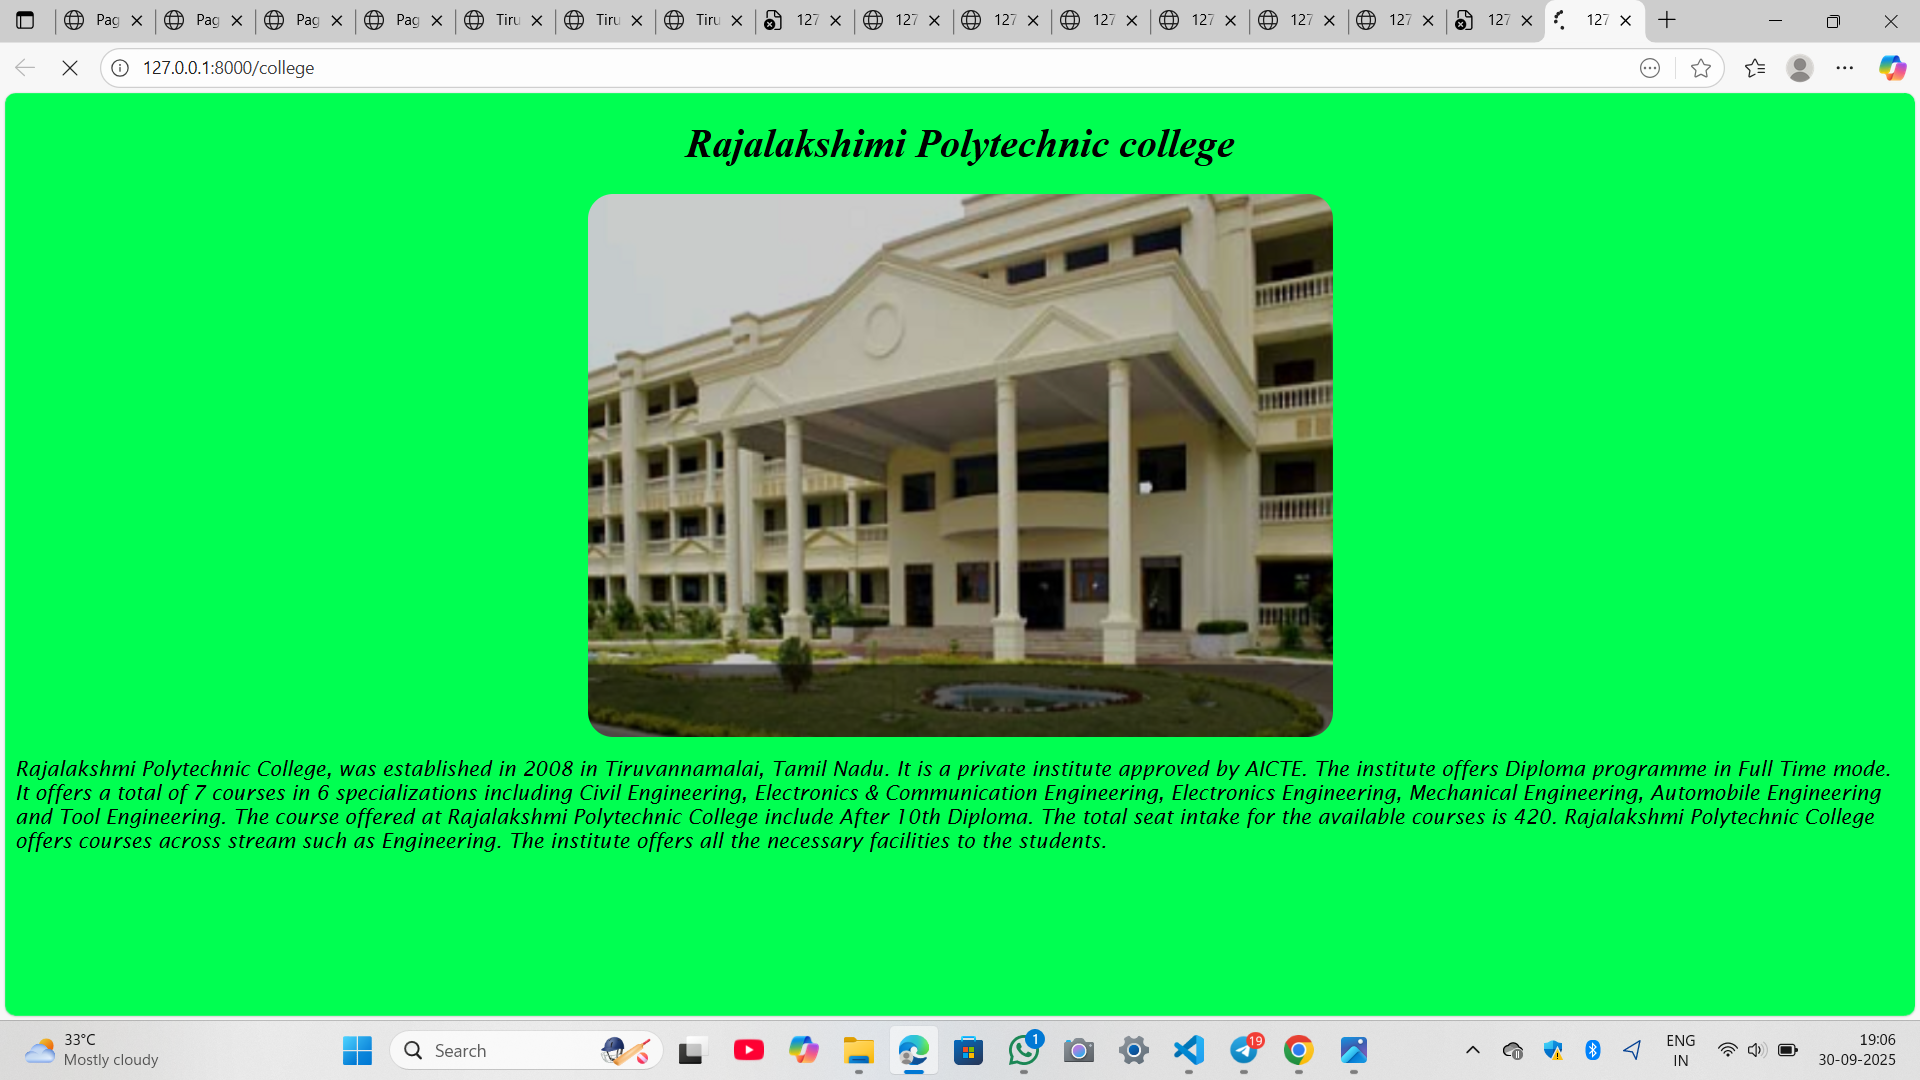 Pag
Pag
Pag
Pag
Tiru
Tiru
Tiru
127
127
127
127
127
127
127
127
127
127.0.0.1:8000/college
Rajalakshimi Polytechnic college
Rajalakshmi Polytechnic College, was established in 2008 in Tiruvannamalai, Tamil Nadu. It is a private institute approved by AICTE. The institute offers Diploma programme in Full Time mode.
It offers a total of 7 courses in 6 specializations including Civil Engineering, Electronics & Communication Engineering, Electronics Engineering, Mechanical Engineering, Automobile Engineering
and Tool Engineering. The course offered at Rajalakshmi Polytechnic College include After 10th Diploma. The total seat intake for the available courses is 420. Rajalakshmi Polytechnic College
offers courses across stream such as Engineering. The institute offers all the necessary facilities to the students.
33°C
Mostly cloudy
Search
1
19
ENG
IN
19:06
30-09-2025